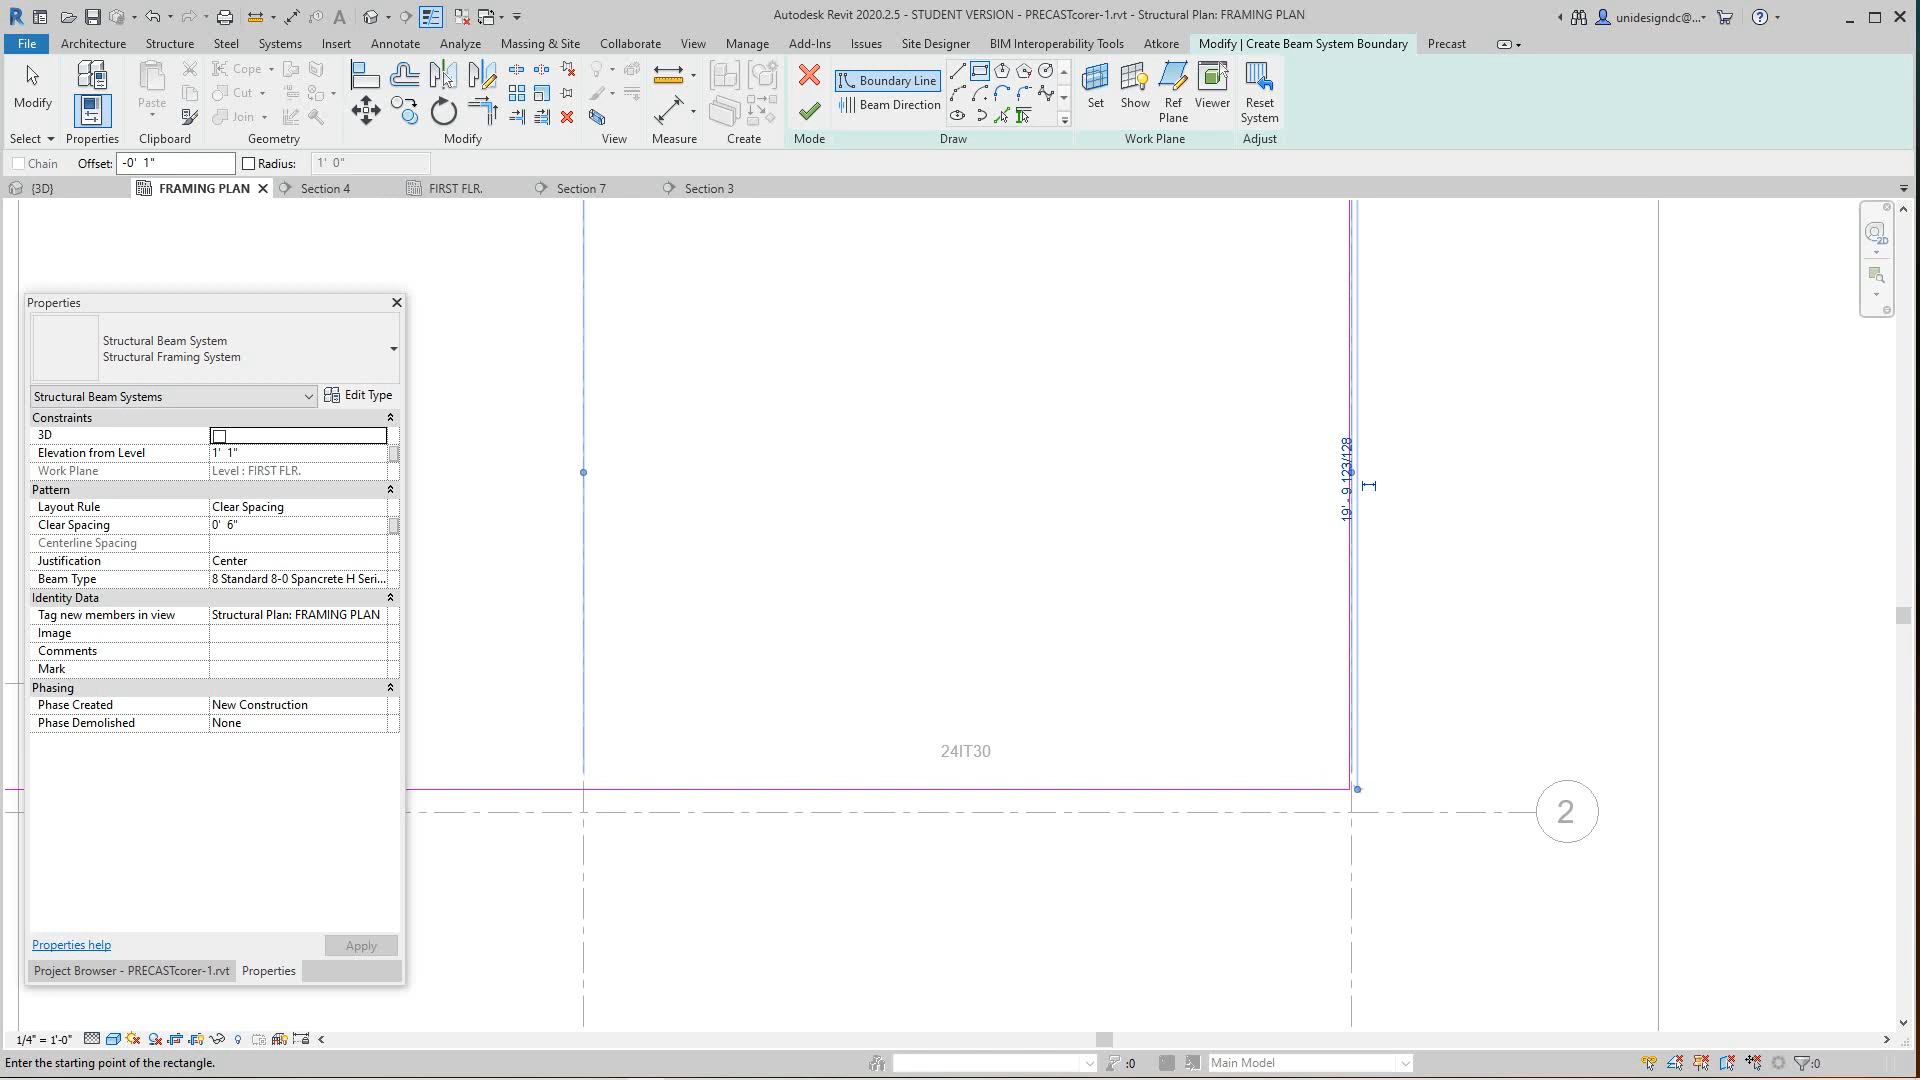 Autodesk Revit 2020.2.5 - STUDENT VERSION - PRECASTcorer-1.rvt - Structural Plan: FRAMING PLAN
unidesigndc@...
File Architecture Structure Steel Systems Insert Annotate Analyze Massing & Site Collaborate View Manage Add-Ins Issues Site Designer BIM Interoperability Tools Atkore Modify | Create Beam System Boundary Precast
Modify
Paste
Cope
Cut
Join
Boundary Line
Beam Direction
Set
Show
Ref Plane
Viewer
Reset System
Select Properties Clipboard Geometry Modify View Measure Create Mode Draw Work Plane Adjust
Chain Offset: -0' 1" Radius: 1' 0"
{3D} FRAMING PLAN Section 4 FIRST FLR. Section 7 Section 3
2D
Properties
Structural Beam System
Structural Framing System
Structural Beam Systems Edit Type
Constraints
3D
Elevation from Level 1' 1"
Work Plane Level : FIRST FLR.
Pattern
Layout Rule Clear Spacing
Clear Spacing 0' 6"
Centerline Spacing
Justification Center
Beam Type 8 Standard 8-0 Spancrete H Seri...
Identity Data
Tag new members in view Structural Plan: FRAMING PLAN
Image
Comments
Mark
Phasing
Phase Created New Construction
Phase Demolished None
Properties help Apply
Project Browser - PRECASTcorer-1.rvt Properties
19' - 9 123/128
24IT30
2
1/4" = 1'-0"
Enter the starting point of the rectangle.
:0
Main Model
:0